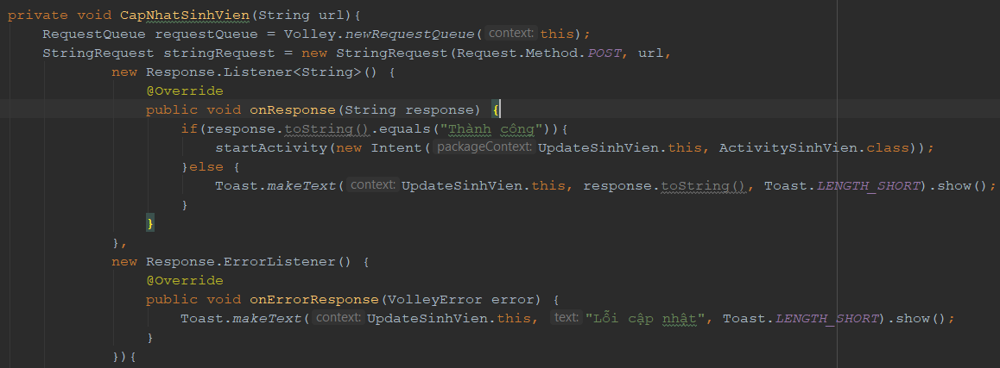 private void CapNhatSinhVien(String url){
RequestQueue requestQueue = Volley.newRequestQueue( context: this);
StringRequest stringRequest = new StringRequest(Request.Method.POST, url,
new Response.Listener<String>() {
@Override
public void onResponse(String response) {
if(response.toString().equals("Thành công")){
startActivity(new Intent( packageContext: UpdateSinhVien.this, ActivitySinhVien.class));
}else {
Toast.makeText( context: UpdateSinhVien.this, response.toString(), Toast.LENGTH_SHORT).show();
}
}
},
new Response.ErrorListener() {
@Override
public void onErrorResponse(VolleyError error) {
Toast.makeText( context: UpdateSinhVien.this, text: "Lỗi cập nhật", Toast.LENGTH_SHORT).show();
}
}){